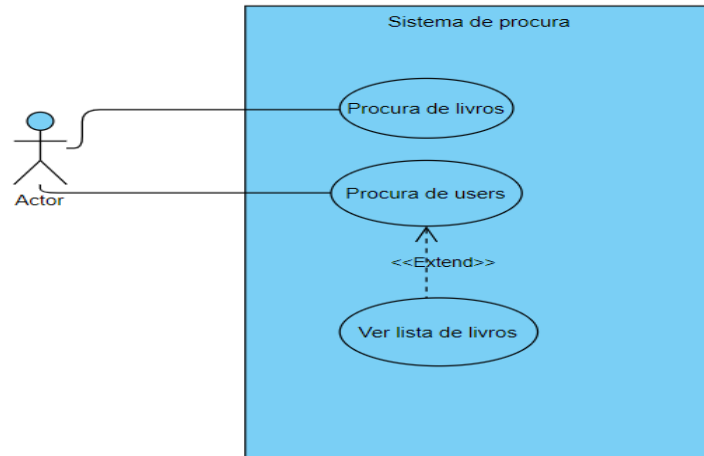 Sistema de procura
Procura de livros
Actor
Procura de users
<<Extend>>
Ver lista de livros